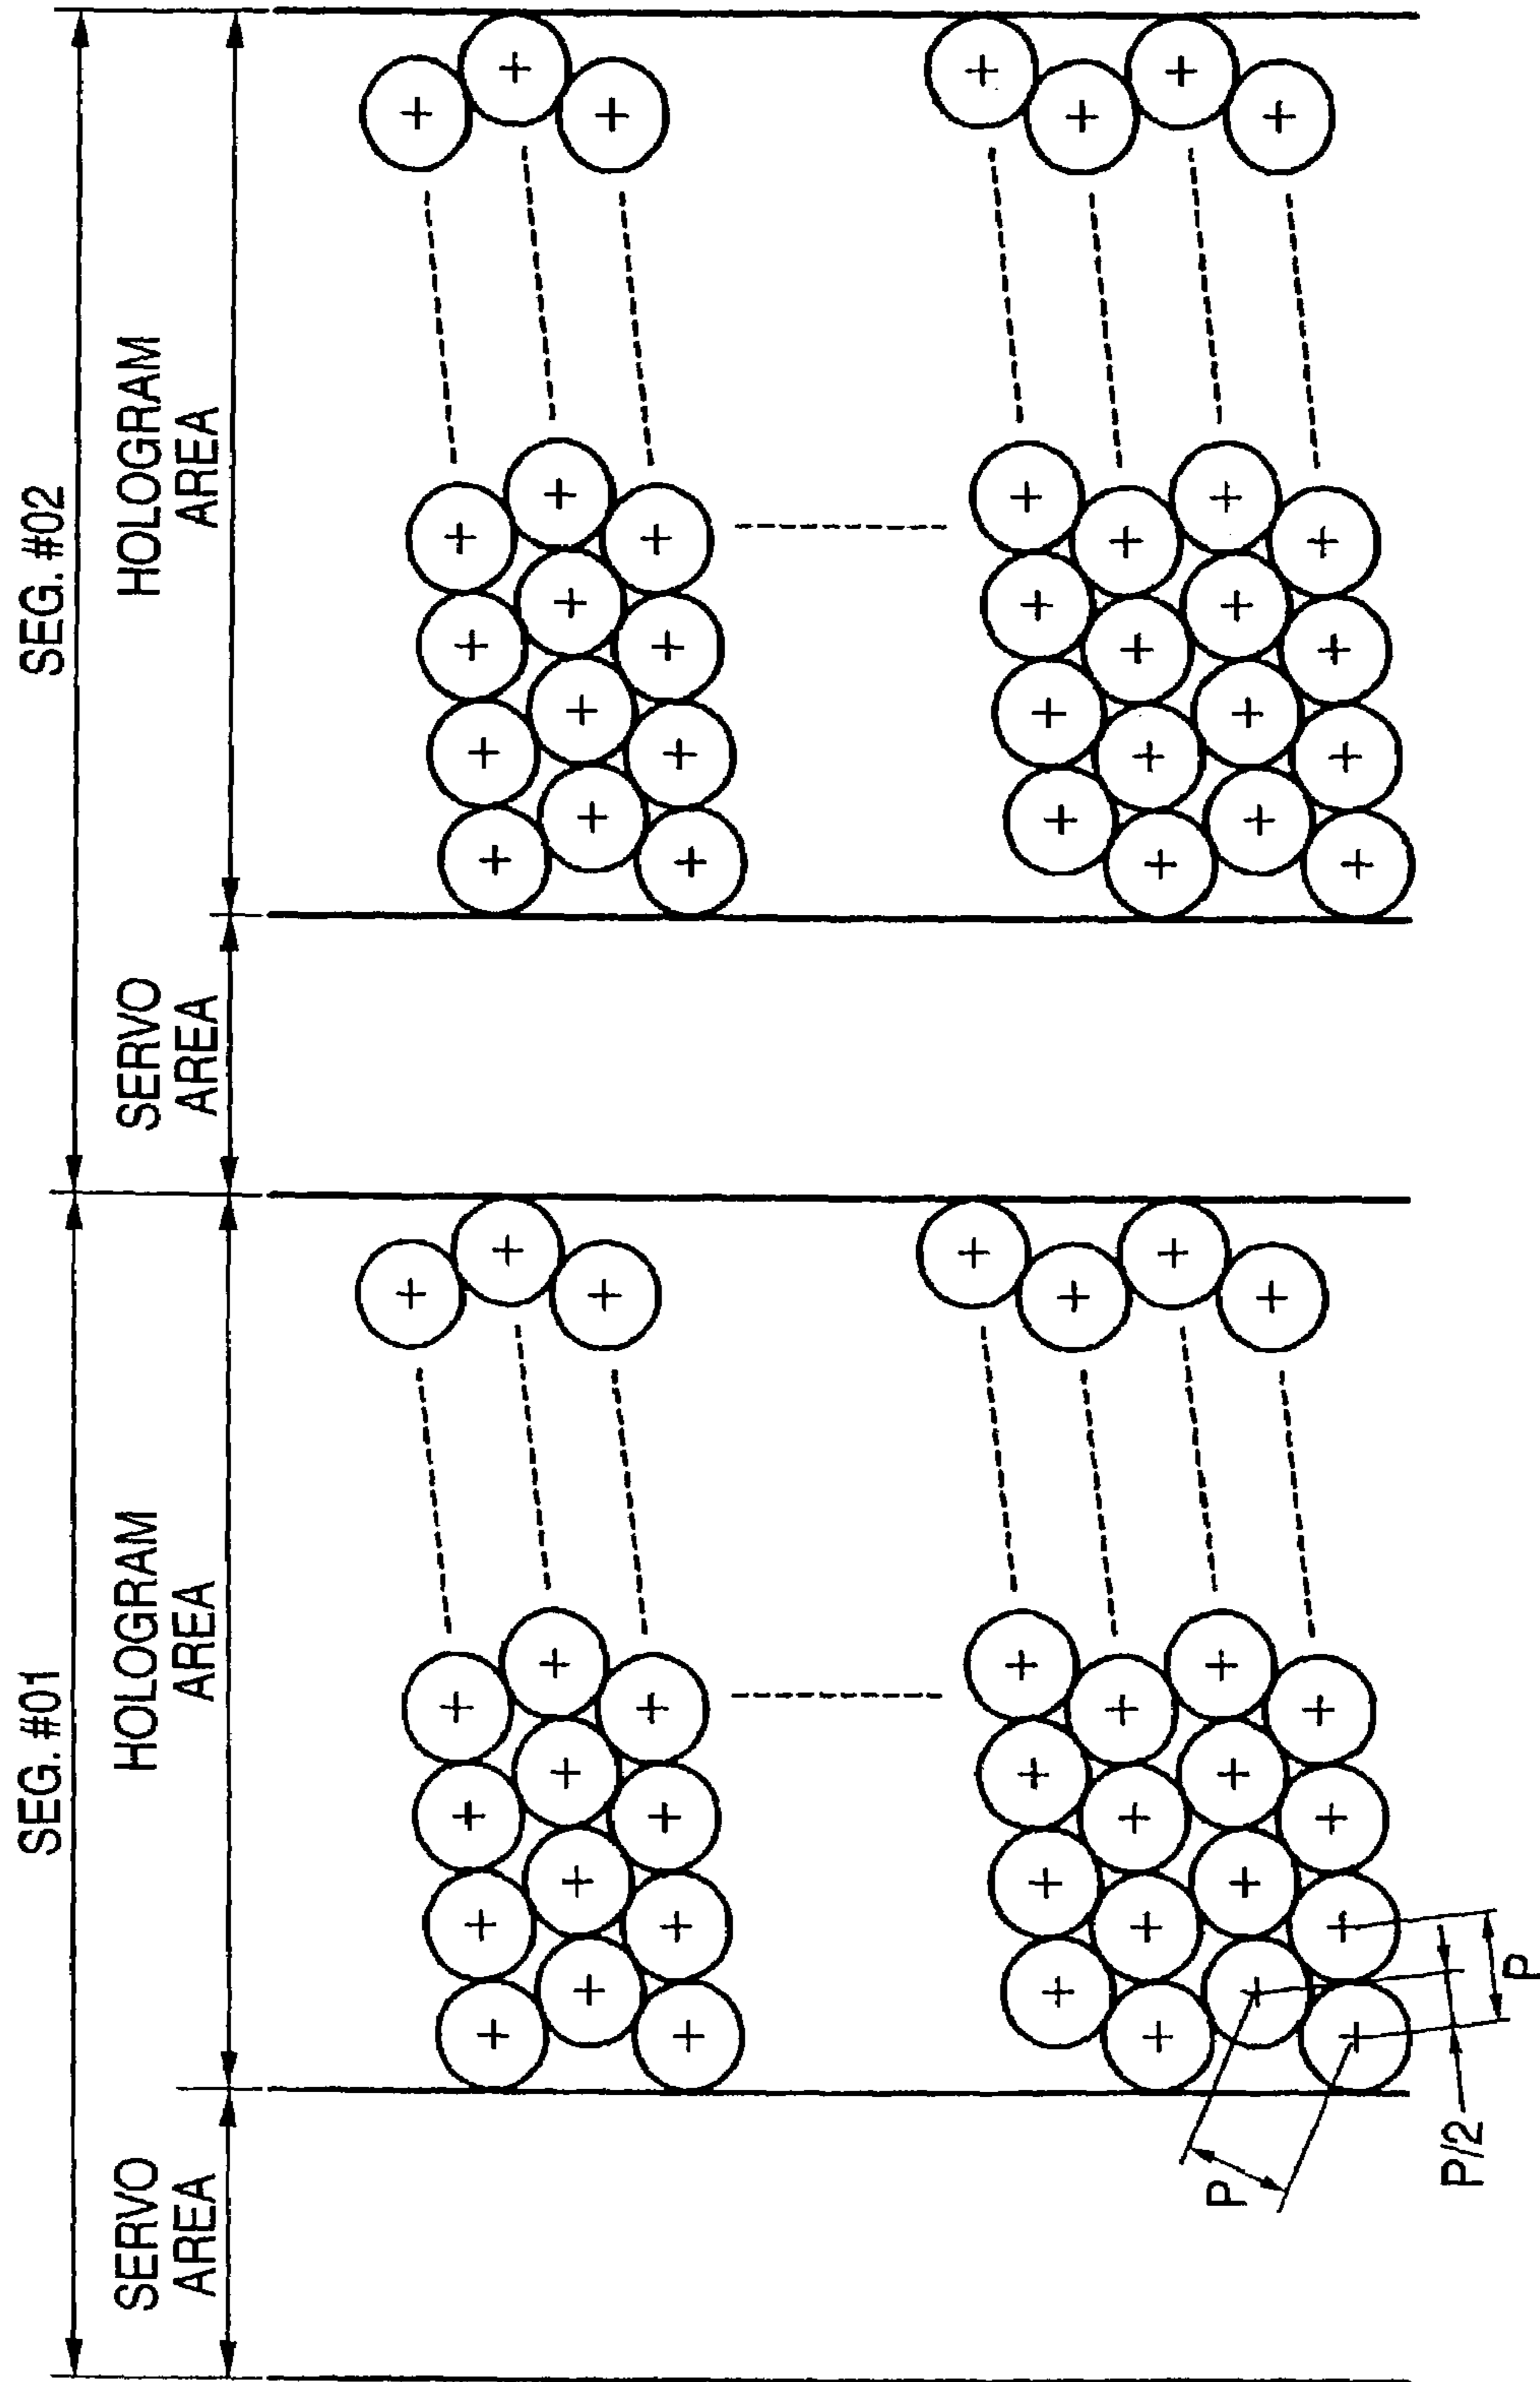 SEG. #01
SEG. #02
SERVO
AREA
HOLOGRAM
AREA
SERVO
AREA
HOLOGRAM
AREA
P
P/2
P